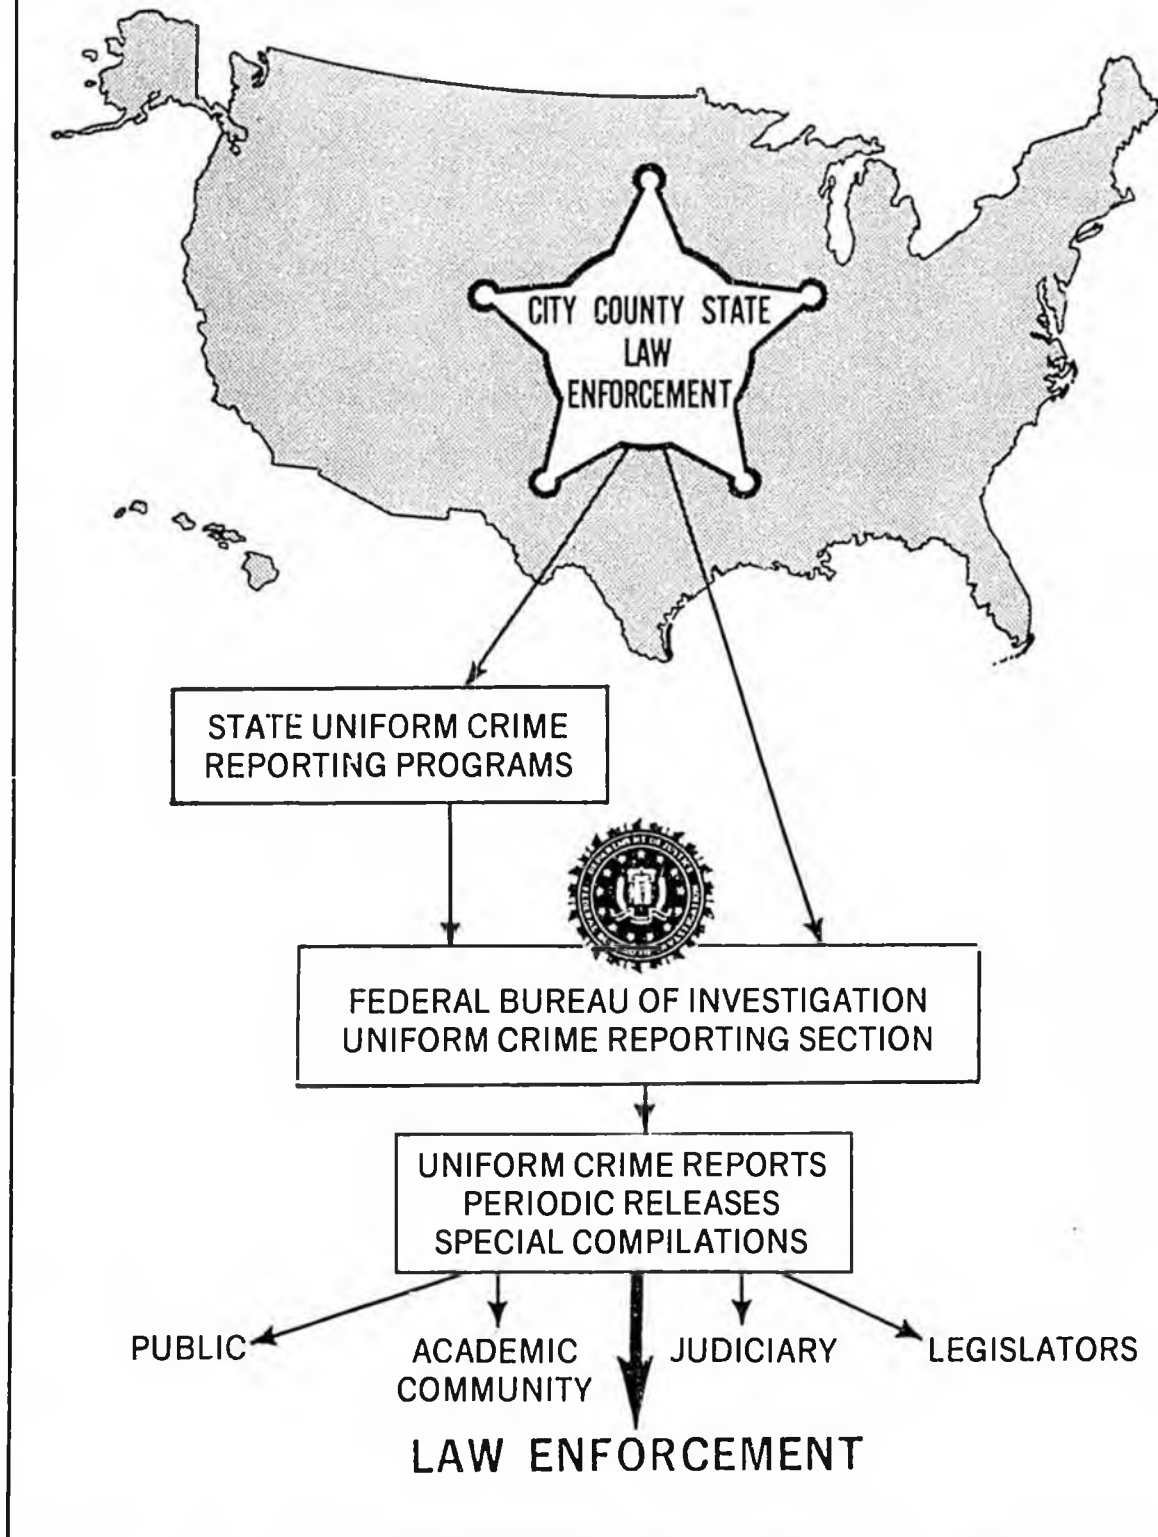 CITY COUNTY STATE
LAW
ENFORCEMENT
STATE UNIFORM CRIME
REPORTING PROGRAMS
FEDERAL BUREAU OF INVESTIGATION
UNIFORM CRIME REPORTING SECTION
UNIFORM CRIME REPORTS
PERIODIC RELEASES
SPECIAL COMPILATIONS
PUBLIC
ACADEMIC
COMMUNITY
JUDICIARY
LEGISLATORS
LAW ENFORCEMENT